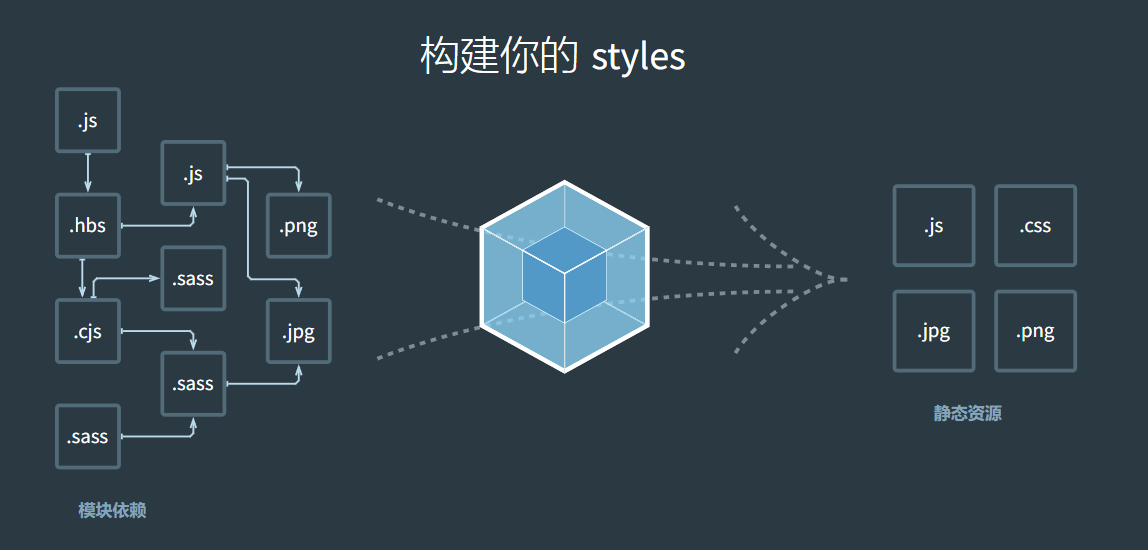 构建你的 styles
.js
.js
.hbs
.png
.sass
.cjs
.jpg
.sass
.sass
模块依赖
.js
.css
.jpg
.png
静态资源